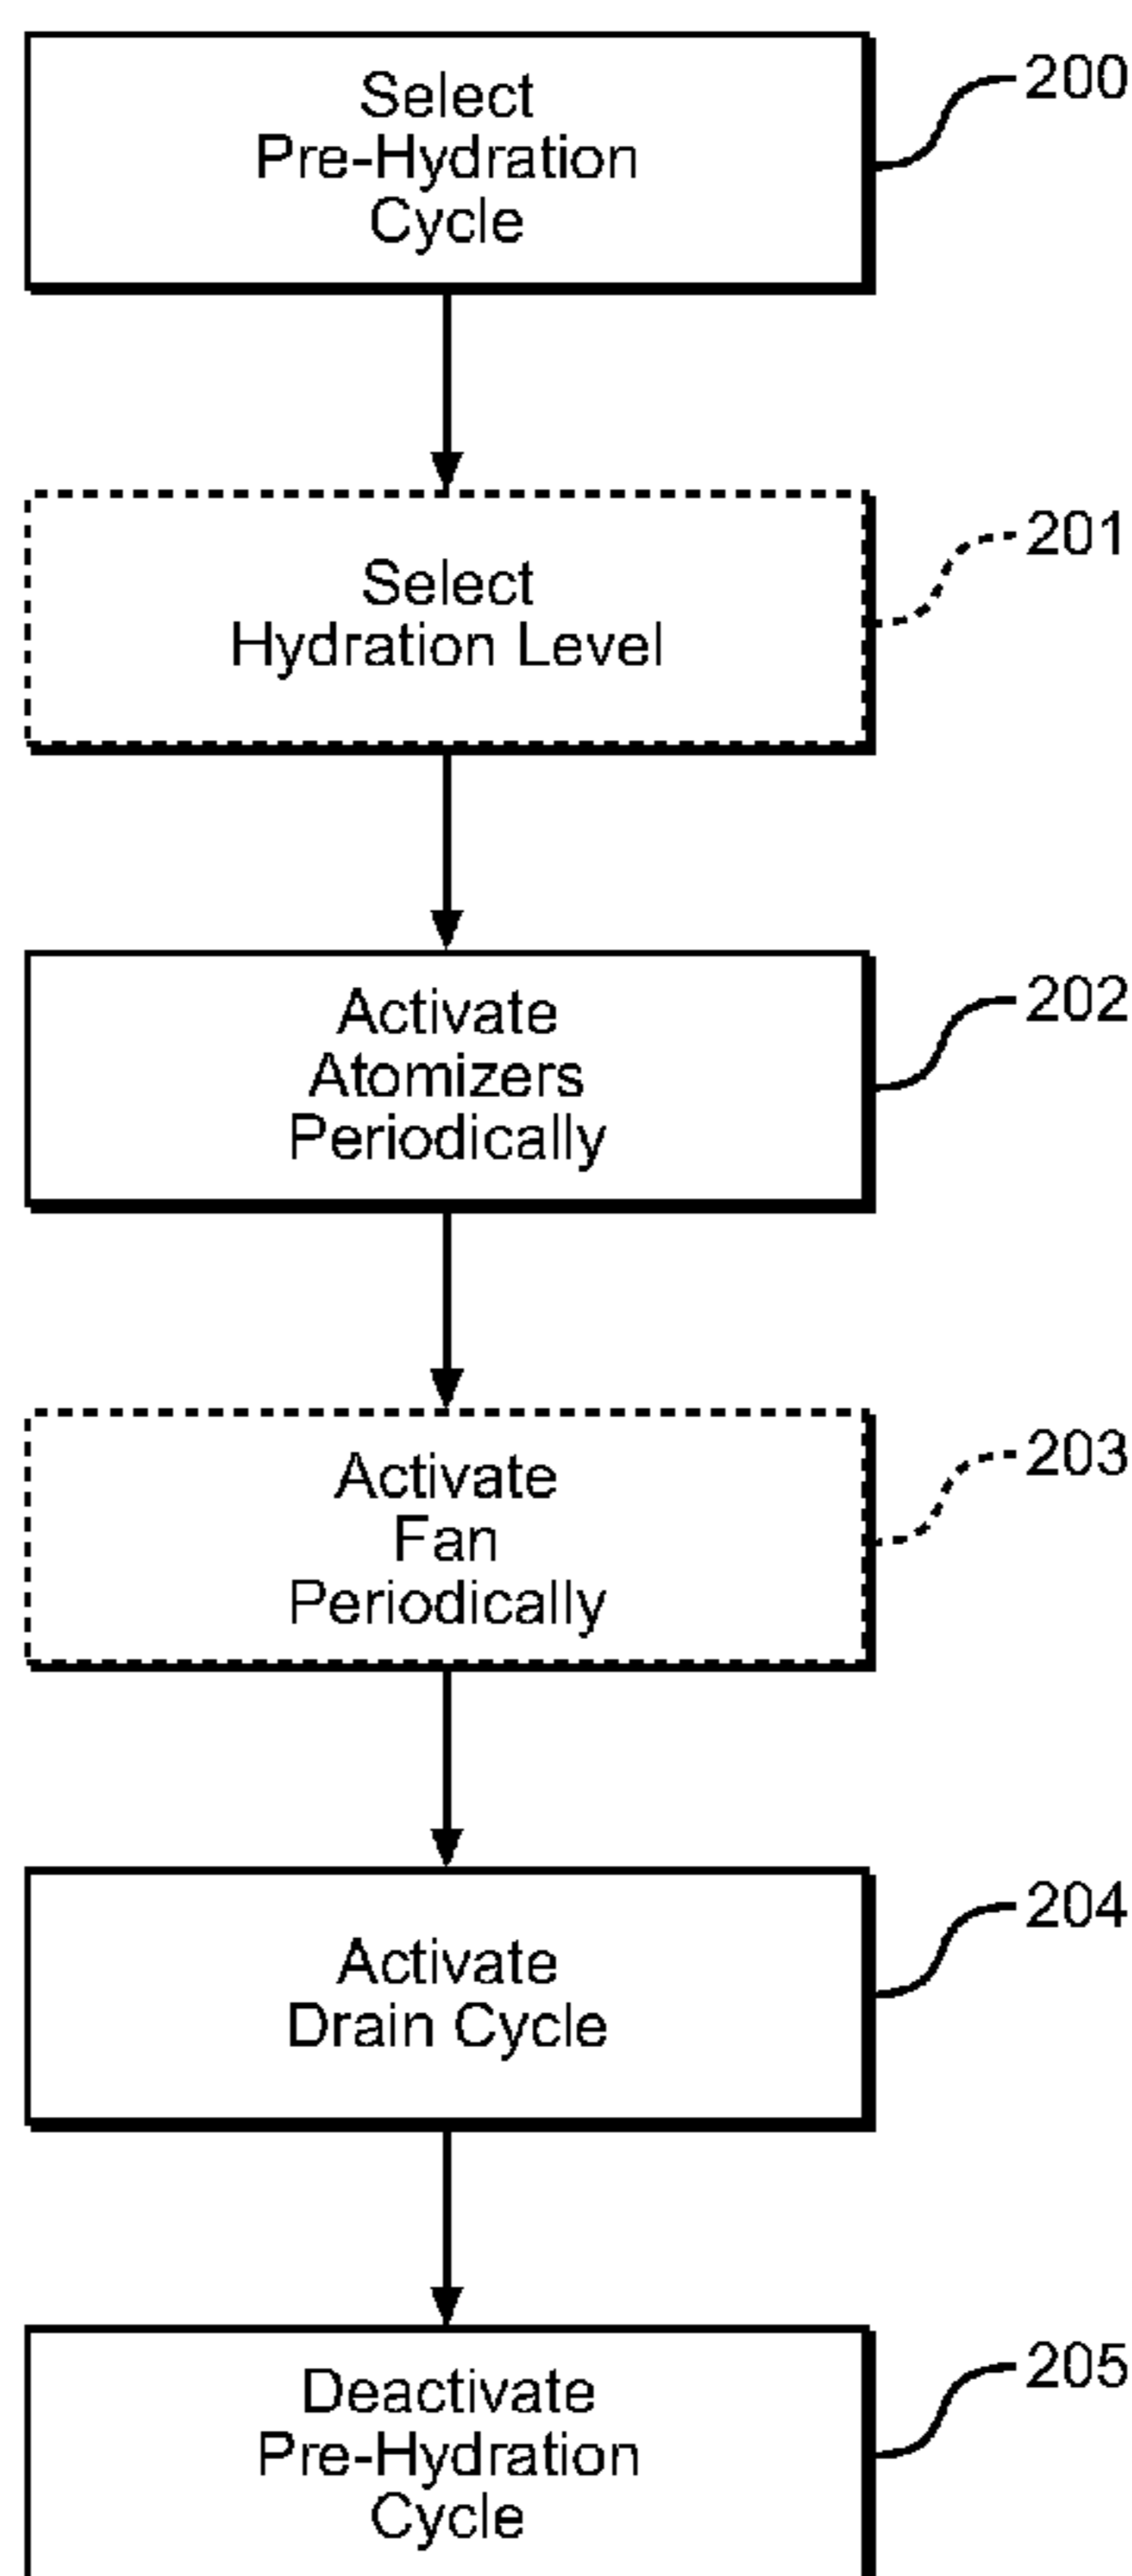 Select
Pre-Hydration
Cycle
200
Select
Hydration Level
201
Activate
Atomizers
Periodically
202
Activate
Fan
Periodically
203
Activate
Drain Cycle
204
Deactivate
Pre-Hydration
Cycle
205